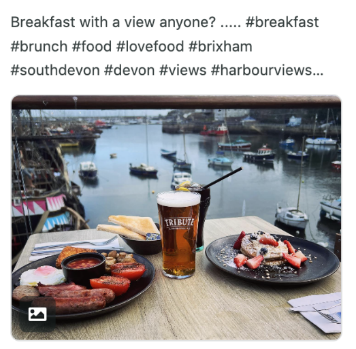 Breakfast with a view anyone? ..... #breakfast
#brunch #food #lovefood #brixham
#southdevon #devon #views #harbourviews...
TRIBUTE